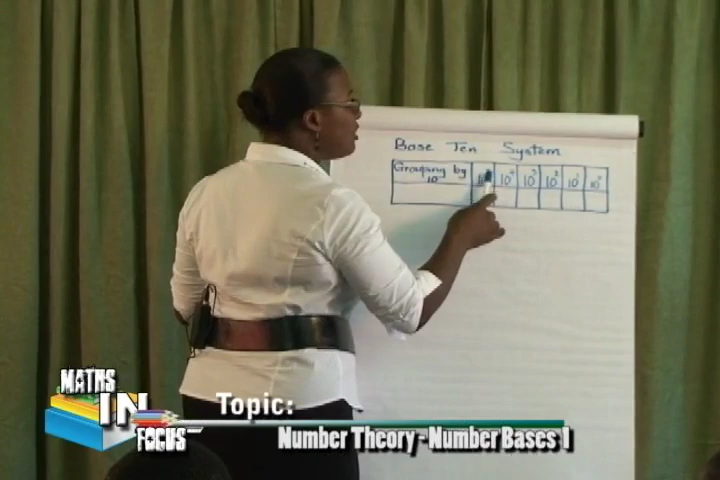 Base Ten System
Grouping by 10⁴ 10³ 10² 10¹ 10⁰
10
MATHS
IN
FOCUS
Topic:
Number Theory - Number Bases 1